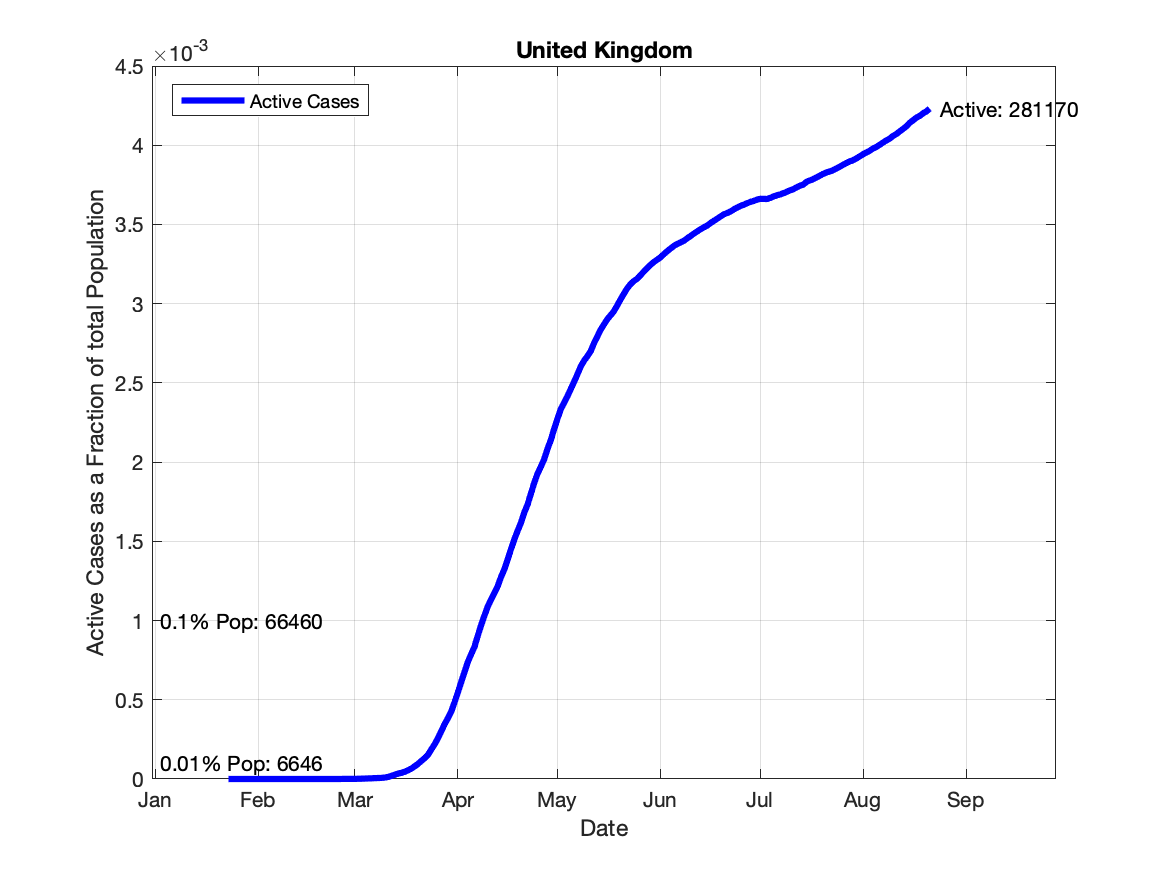 United Kingdom
×10-3
4.5
4
3.5
3
2.5
2
1.5
1
0.5
0
Active Cases as a Fraction of total Population
Active Cases
Active: 281170
0.1% Pop: 66460
0.01% Pop: 6646
Jan Feb Mar Apr May Jun Jul Aug Sep
Date